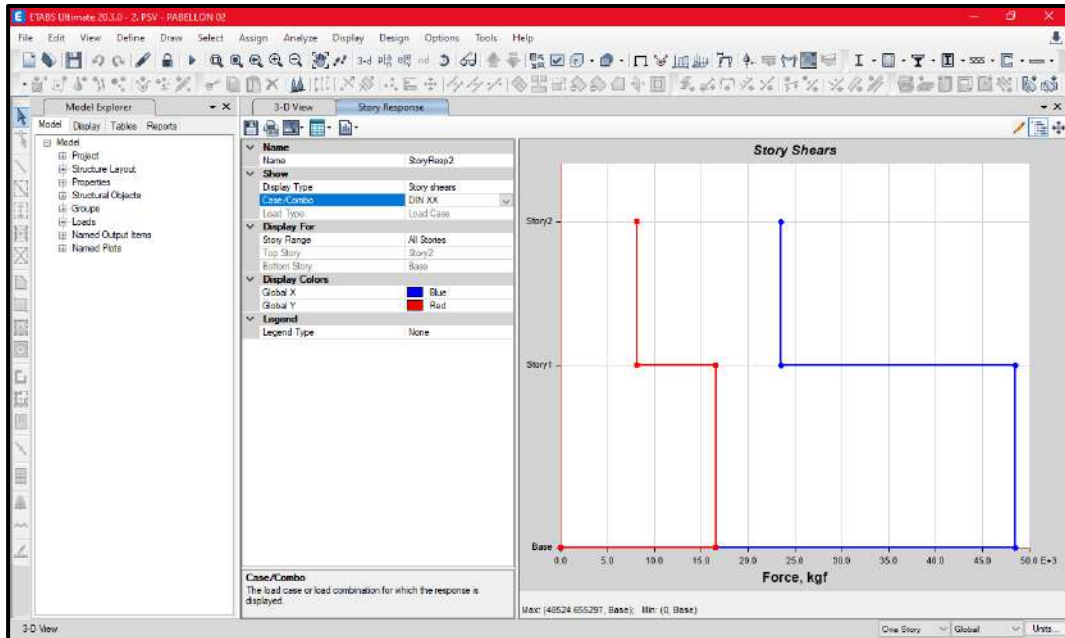 ETABS Ultimate 20.3.0 - 2. PSV - PABELLON 02
File Edit View Define Draw Select Assign Analyze Display Design Options Tools Help
3-d
nd
Model Explorer
3-D View
Story Response
Model Display Tables Reports
Model
Project
Structure Layout
Properties
Structural Objects
Groups
Loads
Named Output Items
Named Plots
Name
Name StoryResp2
Show
Display Type Story shears
Case/Combo DIN XX
Load Type Load Case
Display For
Story Range All Stories
Top Story Story2
Bottom Story Base
Display Colors
Global X Blue
Global Y Red
Legend
Legend Type None
Case/Combo
The load case or load combination for which the response is
displayed.
Story Shears
Story2
Story1
Base
0.0 5.0 10.0 15.0 20.0 25.0 30.0 35.0 40.0 45.0 50.0 E+3
Force, kgf
Max: (48524.655297, Base); Min: (0, Base)
3-D View
One Story Global Units...